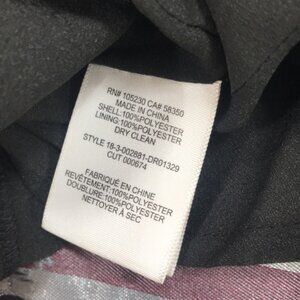 RN# 105230 CA# 58350
MADE IN CHINA
SHELL:100%POLYESTER
LINING:100%POLYESTER
DRY CLEAN
STYLE 18-3-002881-DR01329
CUT 000674
FABRIQUÉ EN CHINE
REVÊTEMENT:100%POLYESTER
DOUBLURE:100%POLYESTER
NETTOYER À SEC